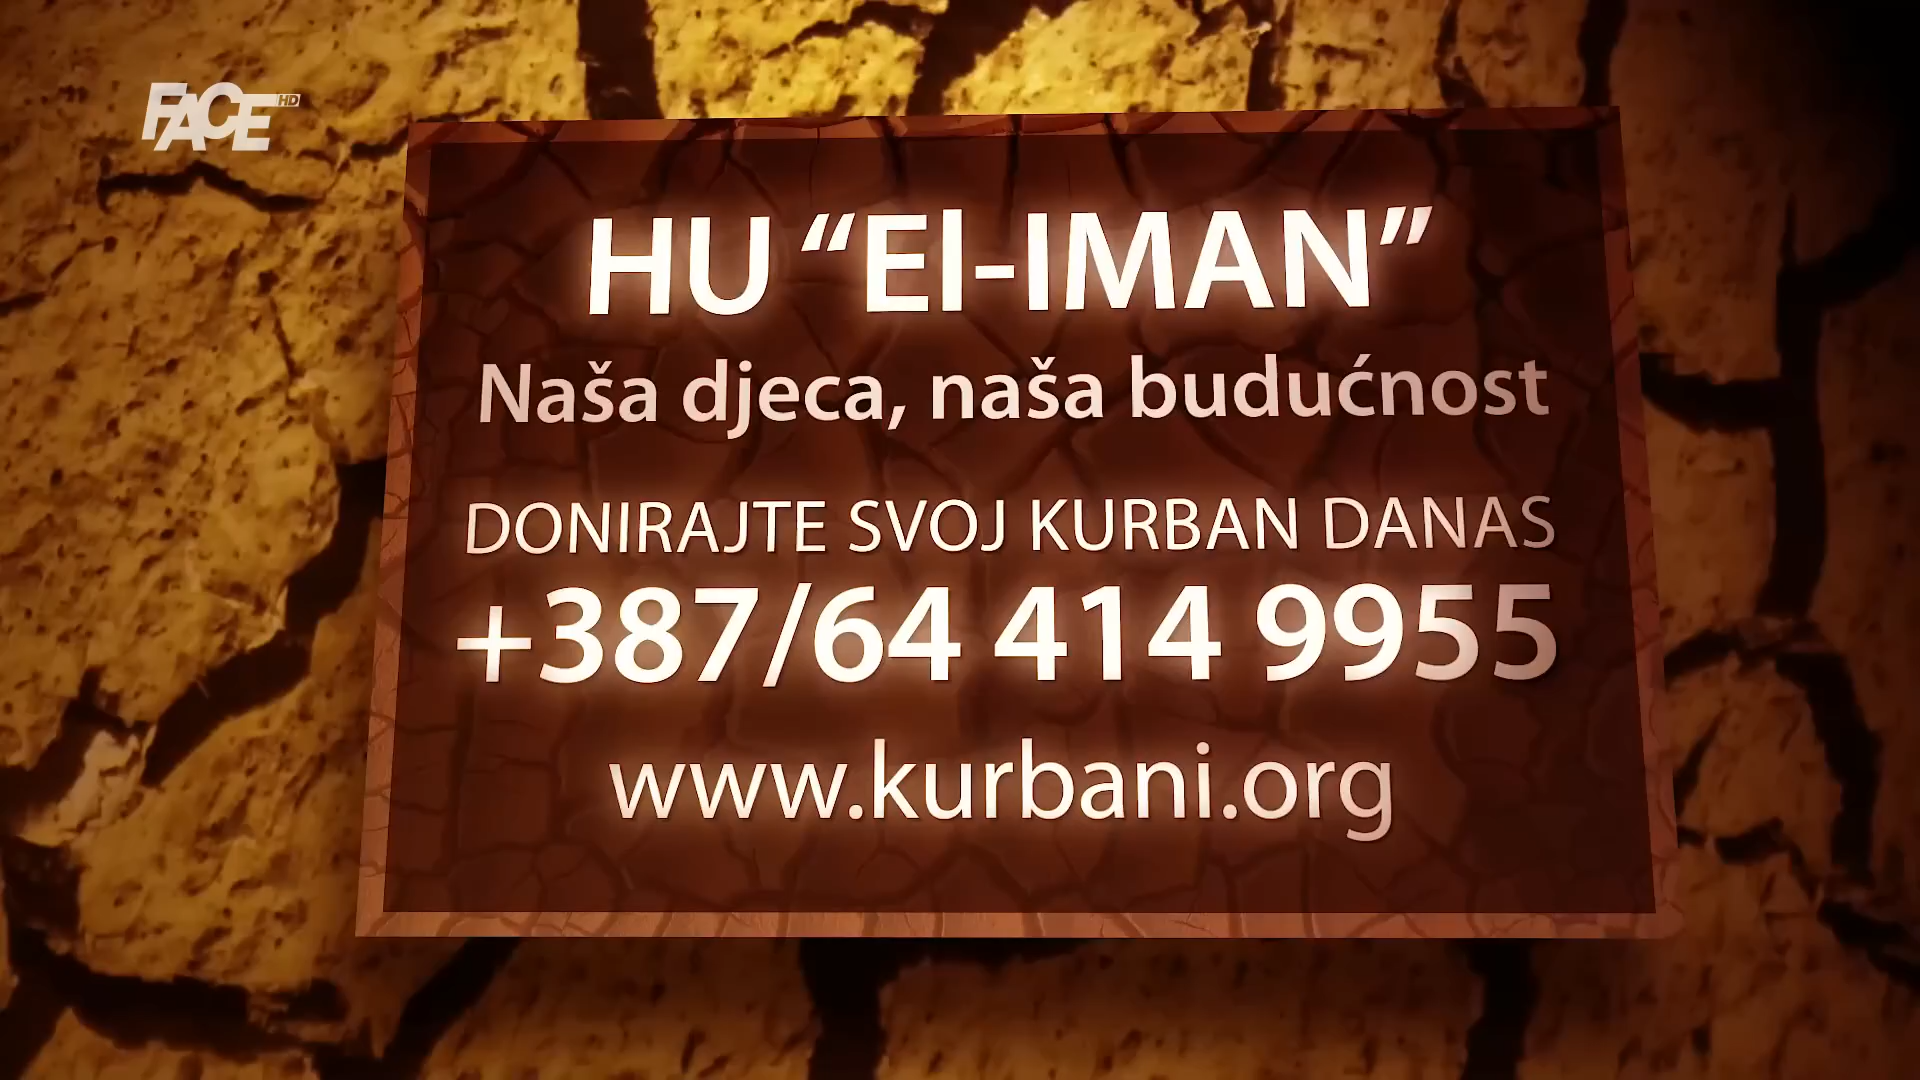 FACE HD
HU “El-IMAN”
Naša djeca, naša budućnost
DONIRAJTE SVOJ KURBAN DANAS
+387/64 414 9955
www.kurbani.org